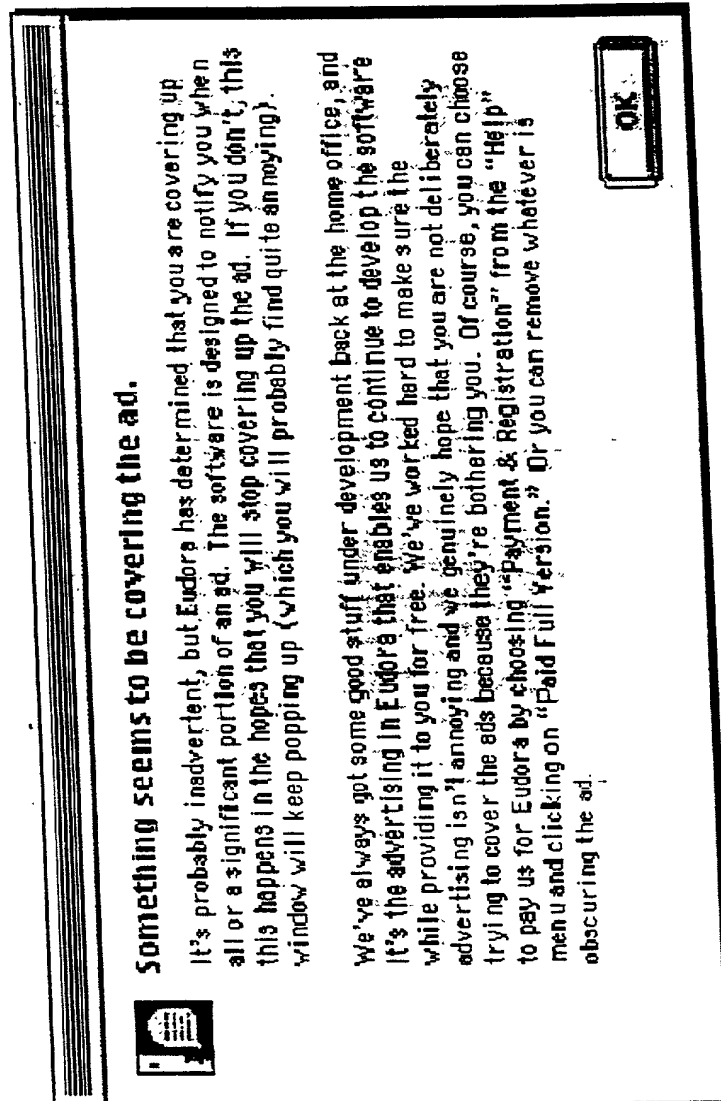 Something seems to be covering the ad.
It's probably inadvertent, but Eudora has determined that you are covering up
all or a significant portion of an ad. The software is designed to notify you when
this happens in the hopes that you will stop covering up the ad. If you don't, this
window will keep popping up (which you will probably find quite annoying).
We've always got some good stuff under development back at the home office, and
It's the advertising in Eudora that enables us to continue to develop the software
while providing it to you for free. We've worked hard to make sure the
advertising isn't annoying and we genuinely hope that you are not deliberately
trying to cover the ads because they're bothering you. Of course, you can choose
to pay us for Eudora by choosing "Payment & Registration" from the "Help"
menu and clicking on "Paid Full Version." Or you can remove whatever is
obscuring the ad.
OK